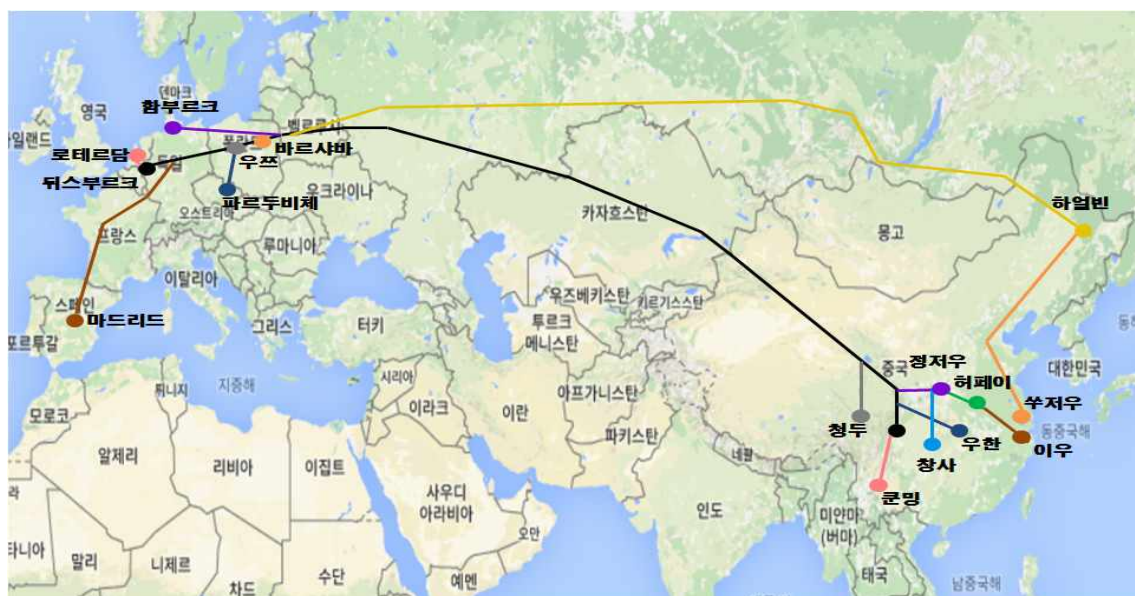 덴마크
영국
함부르크
아일랜드
벨로루시
폴란드
로테르담
독일
우쯔
바르샤바
뒤스부르크
파르두비체
우크라이나
오스트리아
카자흐스탄
하얼빈
몽고
프랑스
루마니아
이탈리아
스페인
마드리드
우즈베키스탄
키르기스스탄
그리스
터키
투르크
메니스탄
포르투갈
중국
정저우
허페이
대한민국
튀니지
지중해
시리아
아프가니스탄
쑤저우
모로코
이라크
이란
파키스탄
청두
우한
동중국해
이우
알제리
리비아
이집트
네팔
창사
쿤밍
사우디
아라비아
오만
인도
미얀마
(버마)
말리
니제르
차드
수단
예멘
태국
남중국해